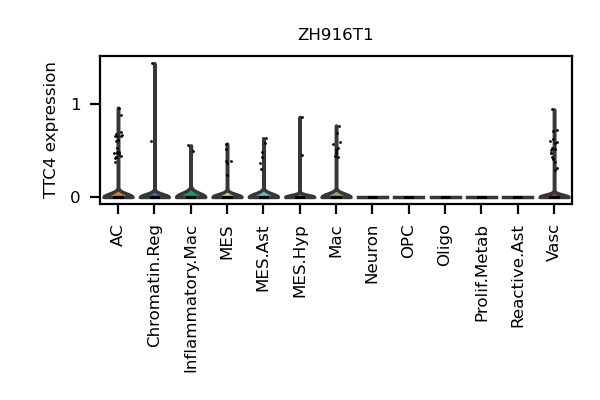 ZH916T1
TTC4 expression
1
0
AC
Chromatin.Reg
Inflammatory.Mac
MES
MES.Ast
MES.Hyp
Mac
Neuron
OPC
Oligo
Prolif.Metab
Reactive.Ast
Vasc